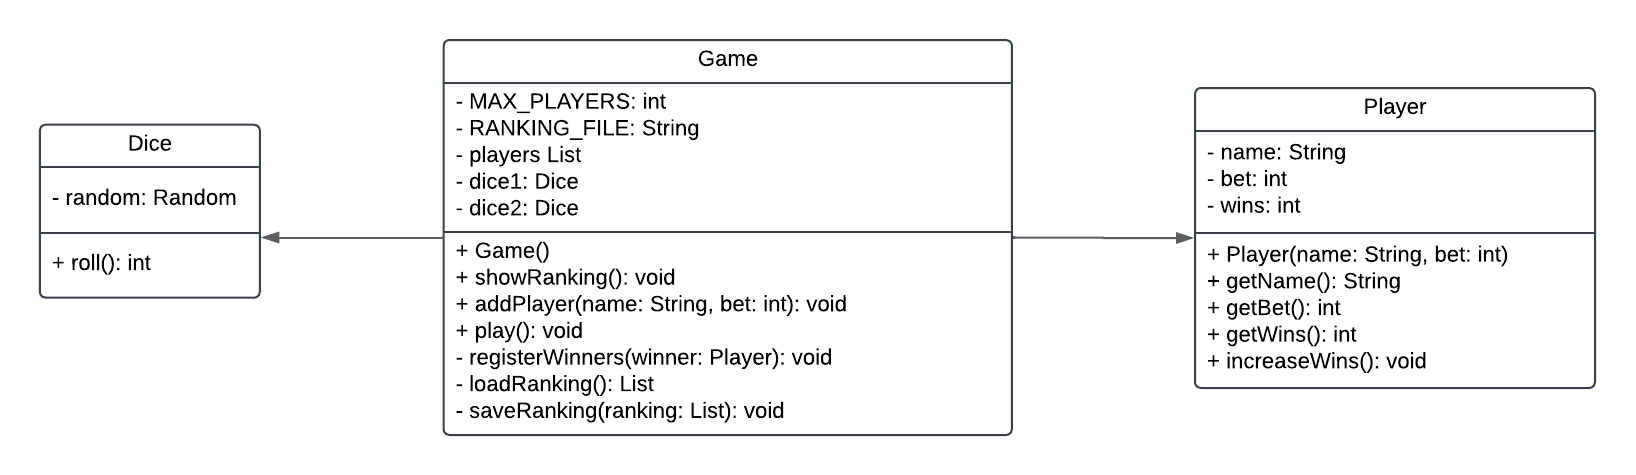 Dice
- random: Random
+ roll(): int
Game
- MAX_PLAYERS: int
- RANKING_FILE: String
- players List
- dice1: Dice
- dice2: Dice
+ Game()
+ showRanking(): void
+ addPlayer(name: String, bet: int): void
+ play(): void
- registerWinners(winner: Player): void
- loadRanking(): List
- saveRanking(ranking: List): void
Player
- name: String
- bet: int
- wins: int
+ Player(name: String, bet: int)
+ getName(): String
+ getBet(): int
+ getWins(): int
+ increaseWins(): void